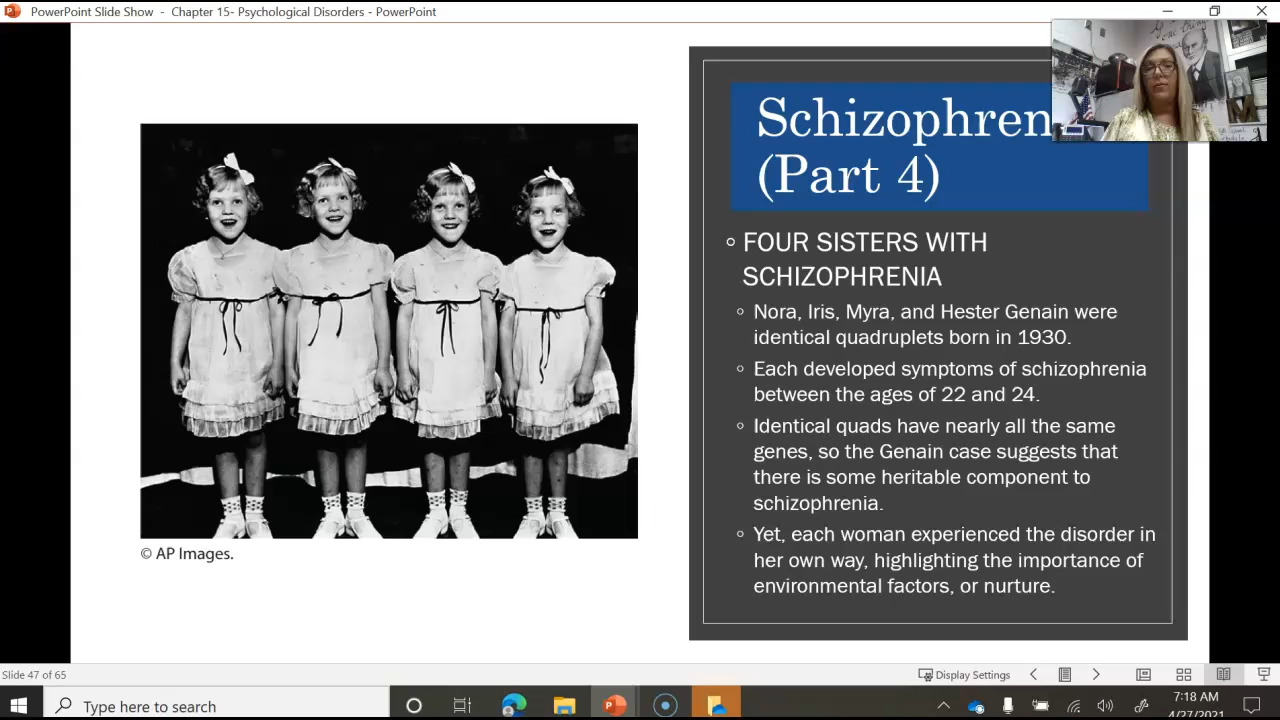 PowerPoint Slide Show - Chapter 15- Psychological Disorders - PowerPoint
Schizophren
(Part 4)
FOUR SISTERS WITH
SCHIZOPHRENIA
Nora, Iris, Myra, and Hester Genain were
identical quadruplets born in 1930.
Each developed symptoms of schizophrenia
between the ages of 22 and 24.
Identical quads have nearly all the same
genes, so the Genain case suggests that
there is some heritable component to
schizophrenia.
Yet, each woman experienced the disorder in
her own way, highlighting the importance of
environmental factors, or nurture.
© AP Images.
Slide 47 of 65
Display Settings
Type here to search
7:18 AM
4/27/2021